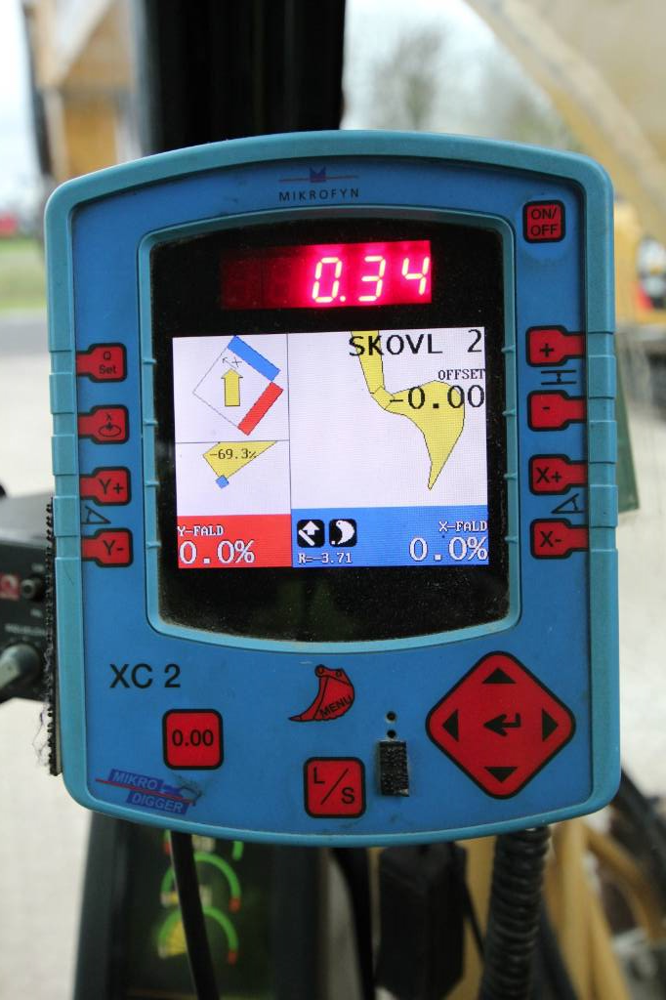 MIKROFYN
ON/
OFF
0.34
SKOVL 2
OFFSET
-0.00
X
-69.3%
Y-FALD
0.0%
R=-3.71
X-FALD
0.0%
Q
Set
Y+
Y-
+
-
X+
X-
XC 2
0.00
MENU
L/S
MIKRO
DIGGER